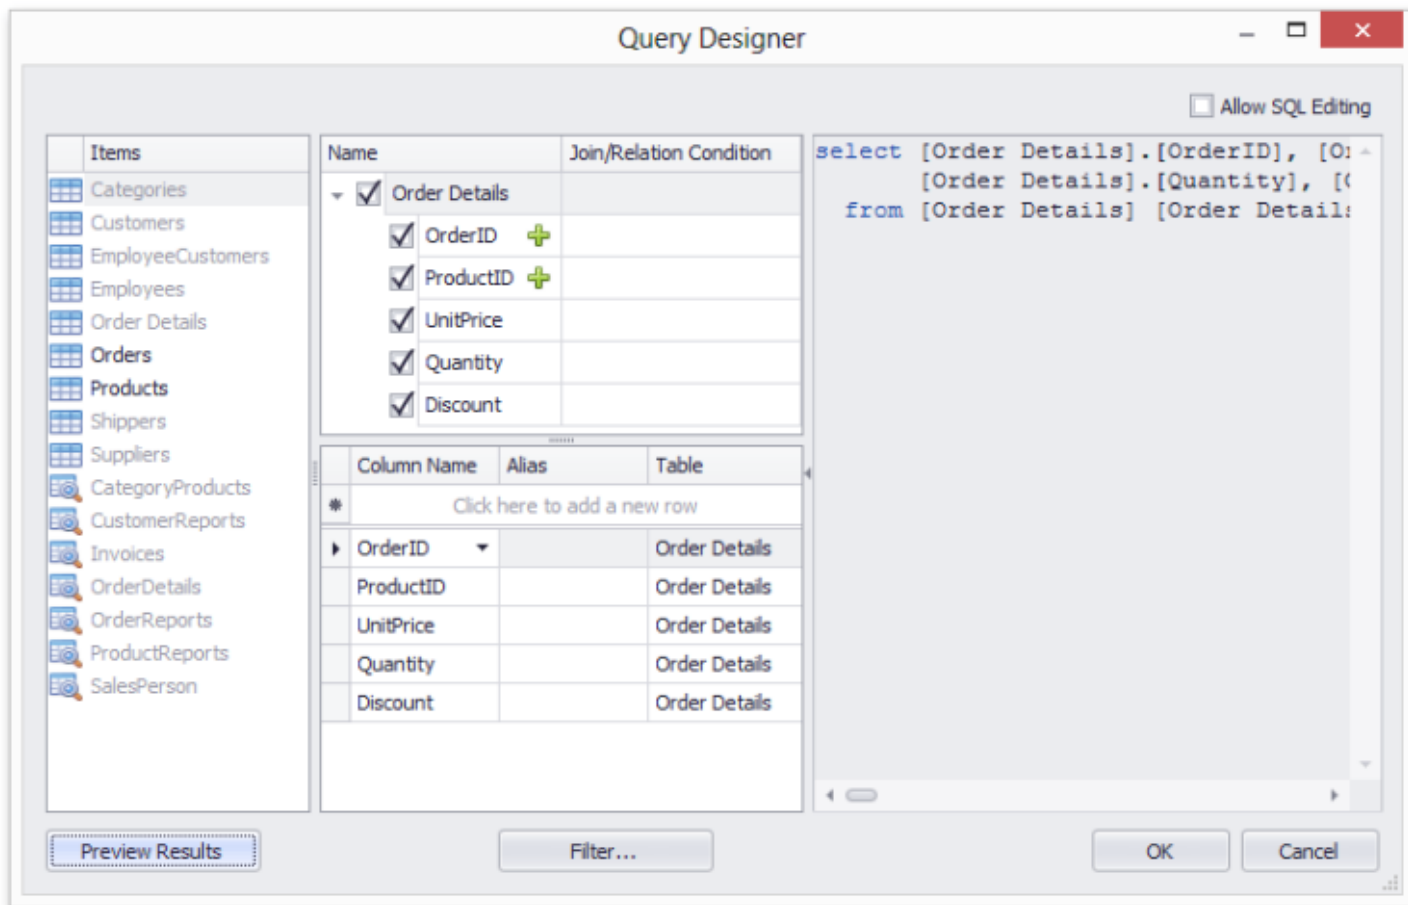 Query Designer
Allow SQL Editing
Items
Categories
Customers
EmployeeCustomers
Employees
Order Details
Orders
Products
Shippers
Suppliers
CategoryProducts
CustomerReports
Invoices
OrderDetails
OrderReports
ProductReports
SalesPerson
Name Join/Relation Condition
Order Details
OrderID
ProductID
UnitPrice
Quantity
Discount
Column Name Alias Table
Click here to add a new row
OrderID Order Details
ProductID Order Details
UnitPrice Order Details
Quantity Order Details
Discount Order Details
select [Order Details].[OrderID],
[Order Details].[Quantity],
from [Order Details] [Order Details
Preview Results Filter... OK Cancel